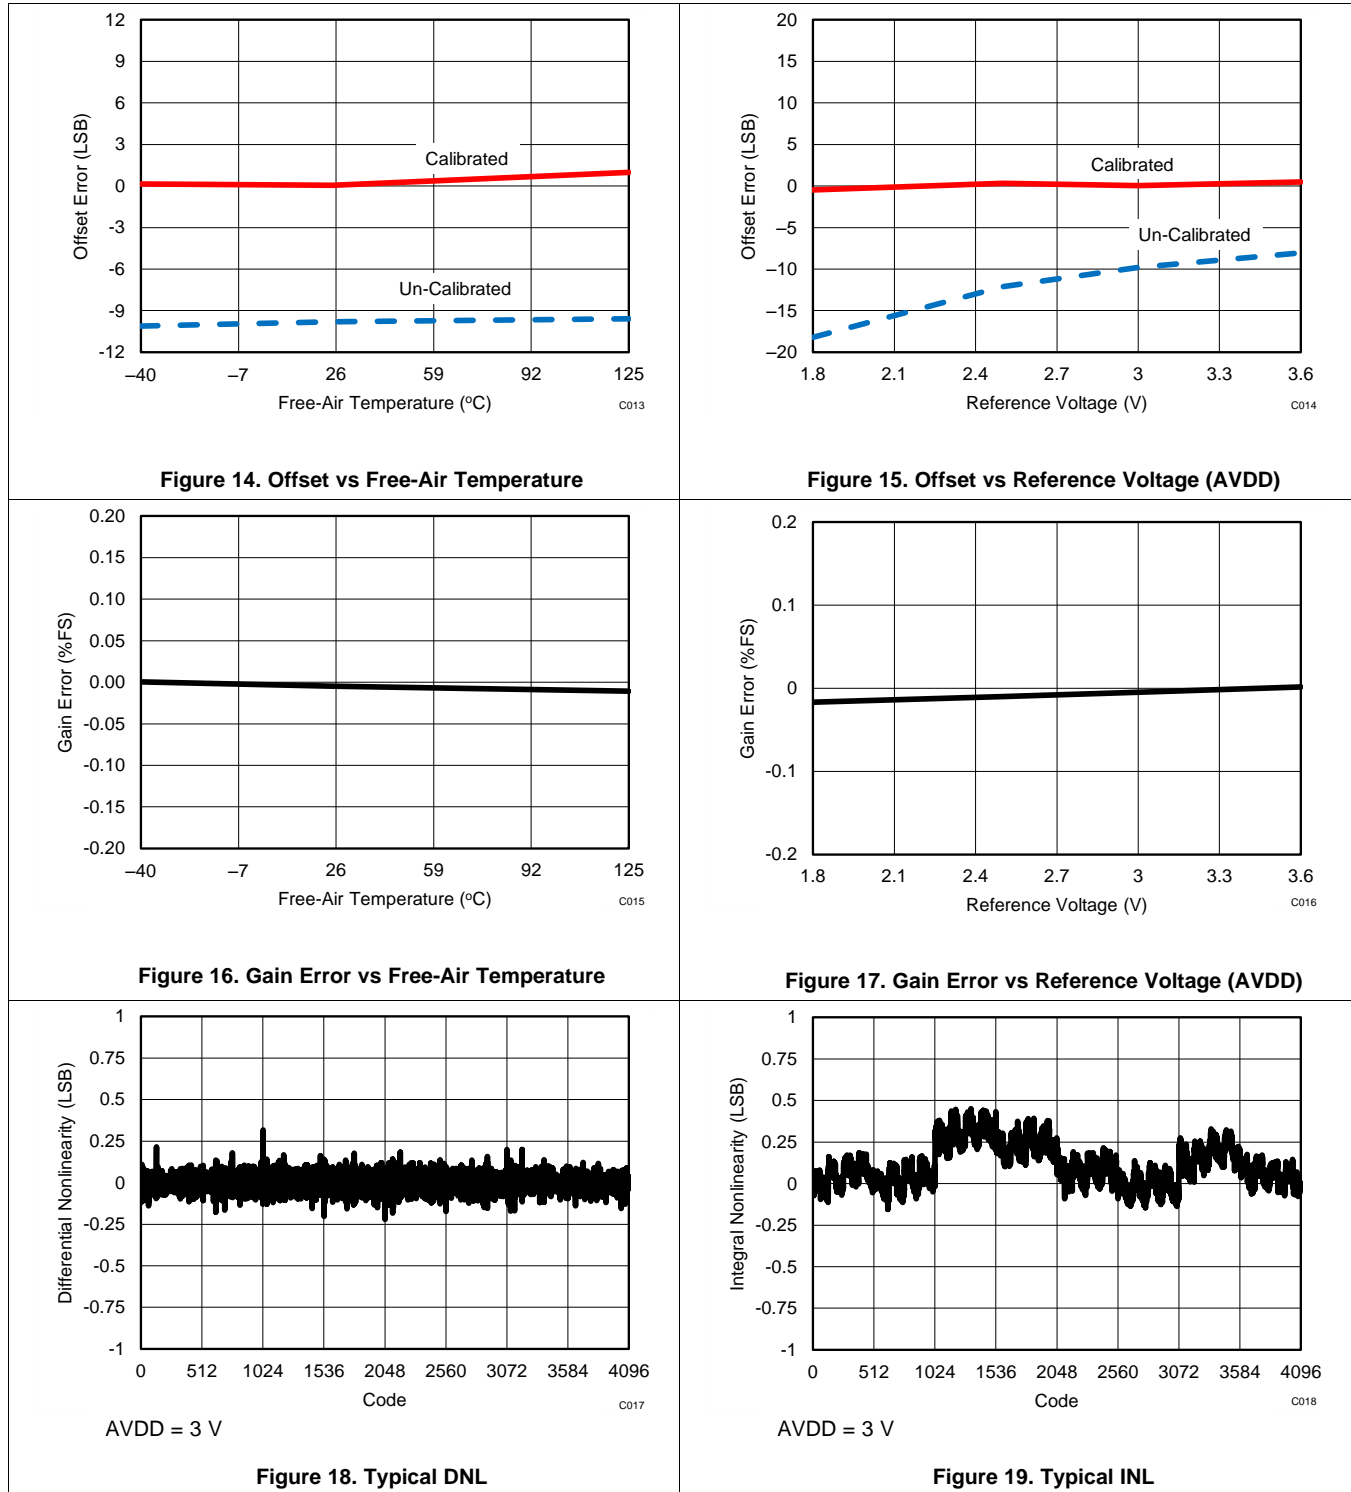 12
9
6
3
0
-3
-6
-9
-12
Offset Error (LSB)
Calibrated
Un-Calibrated
–40 –7 26 59 92 125
Free-Air Temperature (ºC)
C013
Figure 14. Offset vs Free-Air Temperature
20
15
10
5
0
–5
–10
–15
–20
Offset Error (LSB)
Calibrated
Un-Calibrated
1.8 2.1 2.4 2.7 3 3.3 3.6
Reference Voltage (V)
C014
Figure 15. Offset vs Reference Voltage (AVDD)
0.20
0.15
0.10
0.05
0.00
-0.05
-0.10
-0.15
-0.20
Gain Error (%FS)
–40 –7 26 59 92 125
Free-Air Temperature (ºC)
C015
Figure 16. Gain Error vs Free-Air Temperature
0.2
0.1
0
-0.1
-0.2
Gain Error (%FS)
1.8 2.1 2.4 2.7 3 3.3 3.6
Reference Voltage (V)
C016
Figure 17. Gain Error vs Reference Voltage (AVDD)
1
0.75
0.5
0.25
0
-0.25
-0.5
-0.75
-1
Differential Nonlinearity (LSB)
0 512 1024 1536 2048 2560 3072 3584 4096
Code
C017
AVDD = 3 V
Figure 18. Typical DNL
1
0.75
0.5
0.25
0
-0.25
-0.5
-0.75
-1
Integral Nonlinearity (LSB)
0 512 1024 1536 2048 2560 3072 3584 4096
Code
C018
AVDD = 3 V
Figure 19. Typical INL